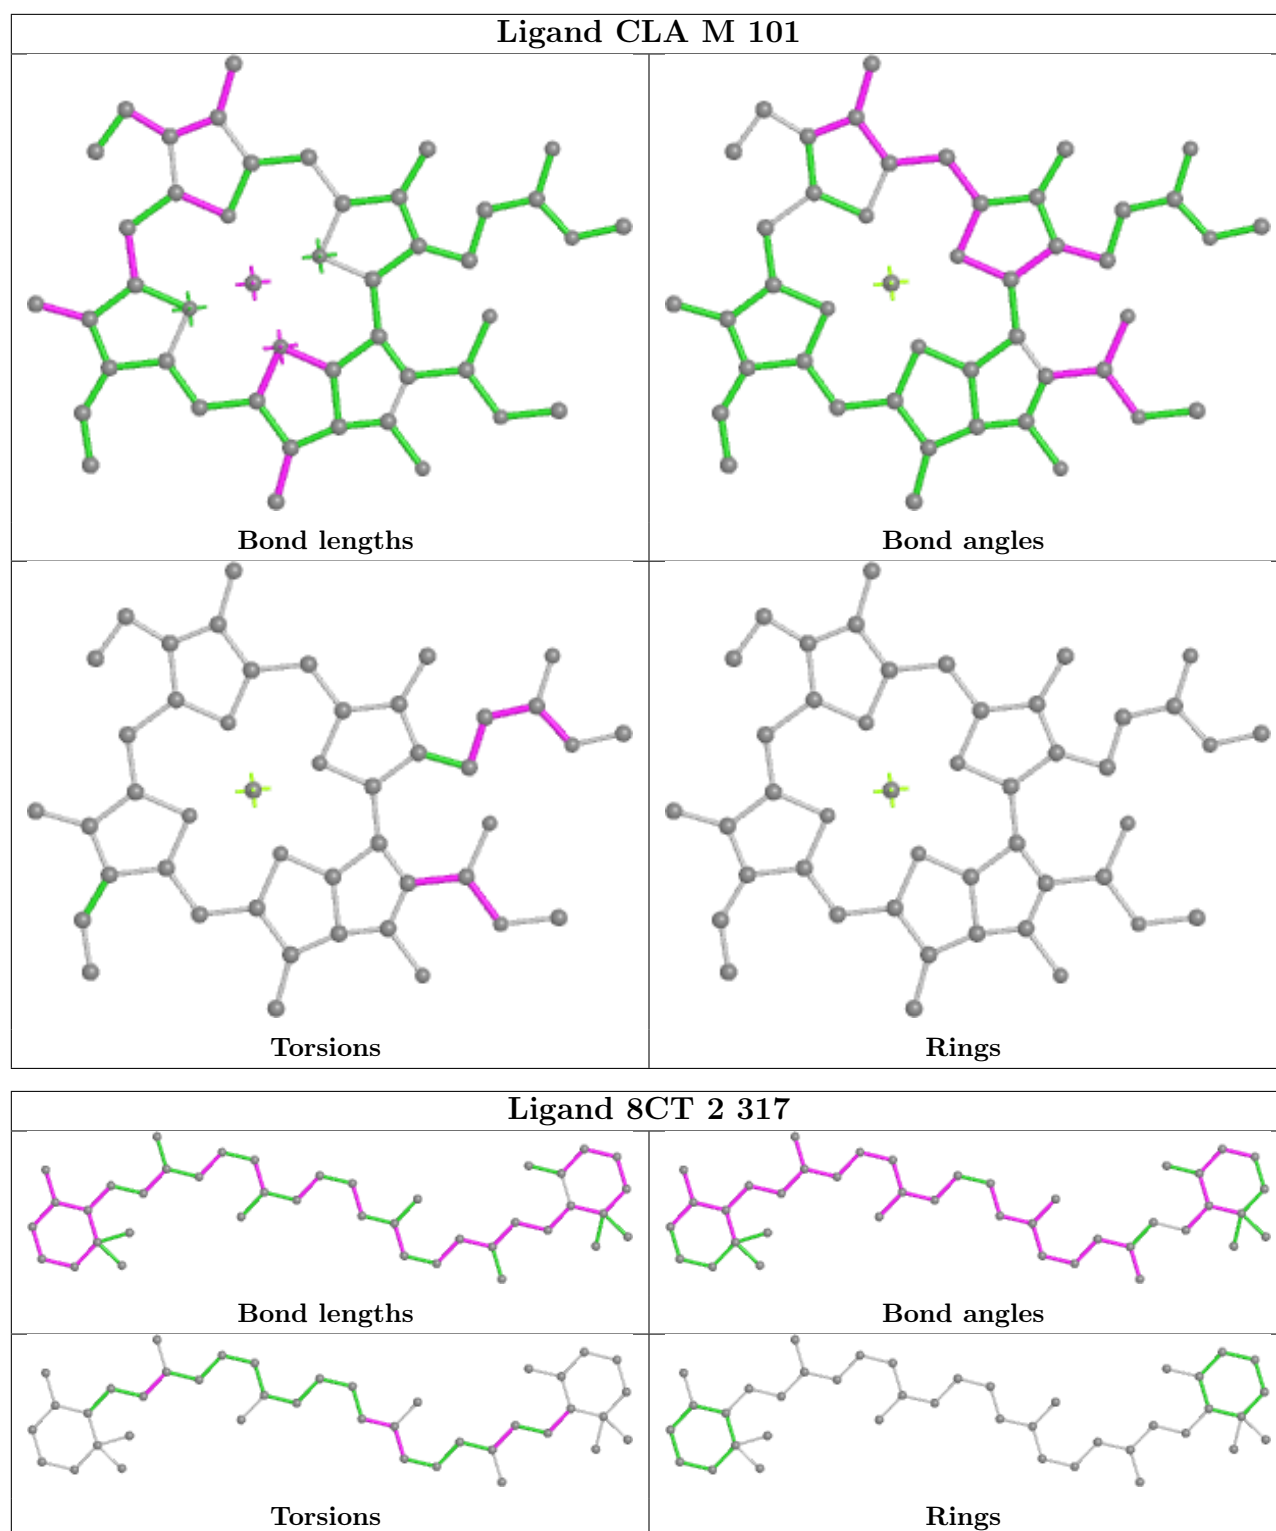 Ligand CLA M 101
Bond lengths
Bond angles
Torsions
Rings
Ligand 8CT 2 317
Bond lengths
Bond angles
Torsions
Rings